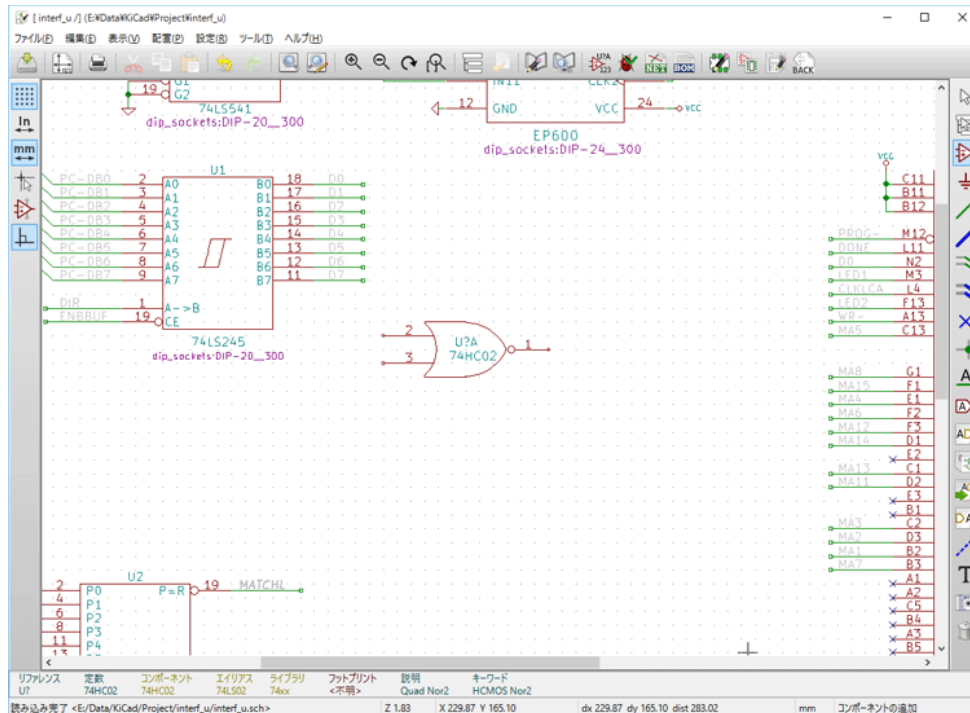 [ interf_u /] (E:¥Data¥KiCad¥Project¥interf_u)
ファイル(F) 編集(E) 表示(V) 配置(P) 設定(R) ツール(T) ヘルプ(H)
U?A
123
NET
BOM
BACK
In
mm
19 G2
74LS541
dip_sockets:DIP-20__300
IN11
12 GND VCC 24 VCC
EP600
dip_sockets:DIP-24__300
U1
PC-DB0 2 A0 B0 18 D0
PC-DB1 3 A1 B1 17 D1
PC-DB2 4 A2 B2 16 D2
PC-DB3 5 A3 B3 15 D3
PC-DB4 6 A4 B4 14 D4
PC-DB5 7 A5 B5 13 D5
PC-DB6 8 A6 B6 12 D6
PC-DB7 9 A7 B7 11 D7
DIR 1 A->B
ENBBUF 19 CE
74LS245
dip_sockets:DIP-20__300
2
3
U?A
74HC02
1
VCC
C11
B11
B12
PROG- M12
DONE L11
D0 N2
LED1 M3
CLKLCA L4
LED2 F13
WR- A13
MA5 C13
MA8 G1
MA15 F1
MA4 E1
MA6 F2
MA12 F3
MA14 D1
E2
MA13 C1
MA11 D2
E3
B1
MA3 C2
MA2 D3
MA1 B2
MA7 B3
A1
A2
C5
B4
A3
B5
U2
2 P0 P=R 19 MATCHL
4 P1
6 P2
8 P3
11 P4
13
A
T
リファレンス 定数 コンポーネント エイリアス ライブラリ フットプリント 説明 キーワード
U? 74HC02 74HC02 74LS02 74xx <不明> Quad Nor2 HCMOS Nor2
読み込み完了 <E:/Data/KiCad/Project/interf_u/interf_u.sch> Z 1.83 X 229.87 Y 165.10 dx 229.87 dy 165.10 dist 283.02 mm コンポーネントの追加